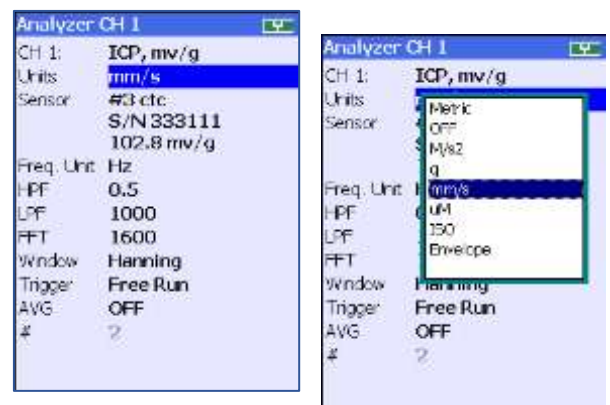 Analyzer CH 1
CH 1: ICP, mv/g
Units mm/s
Sensor #3 ctc
S/N 333111
102.8 mv/g
Freq. Unit Hz
HPF 0.5
LPF 1000
FFT 1600
Window Hanning
Trigger Free Run
AVG OFF
# 2
Analyzer CH 1
CH 1: ICP, mv/g
Units
Sensor
Metric
OFF
M/s2
g
mm/s
uM
ISO
Envelope
Freq. Unit
HPF
LPF
FFT
Window Hanning
Trigger Free Run
AVG OFF
# 2